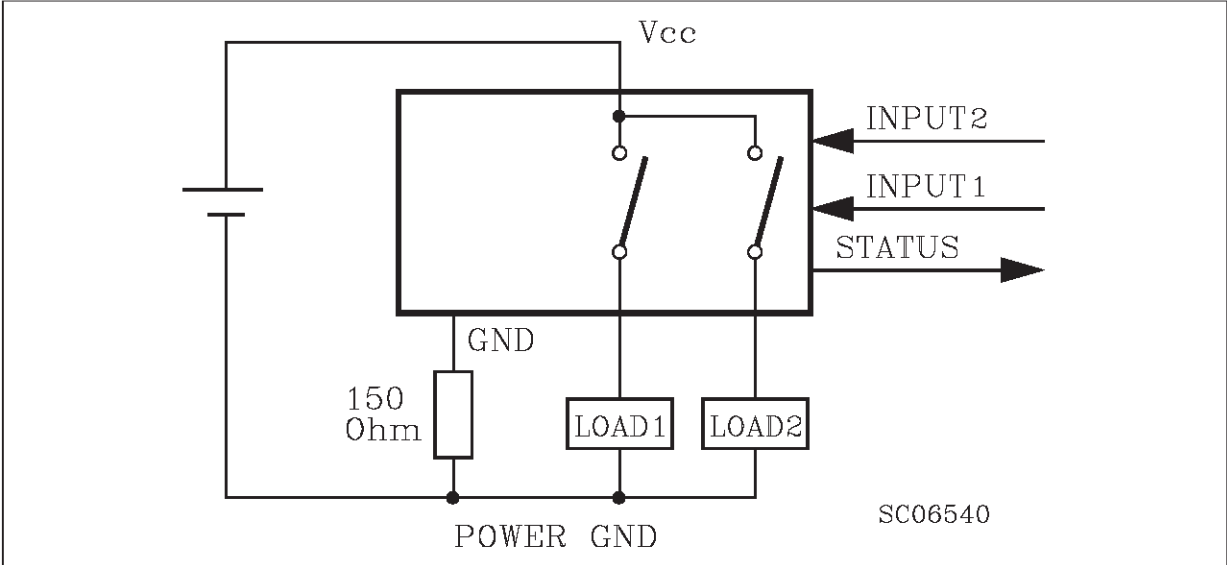 Vcc
INPUT2
INPUT1
STATUS
GND
150
Ohm
LOAD1
LOAD2
POWER GND
SC06540